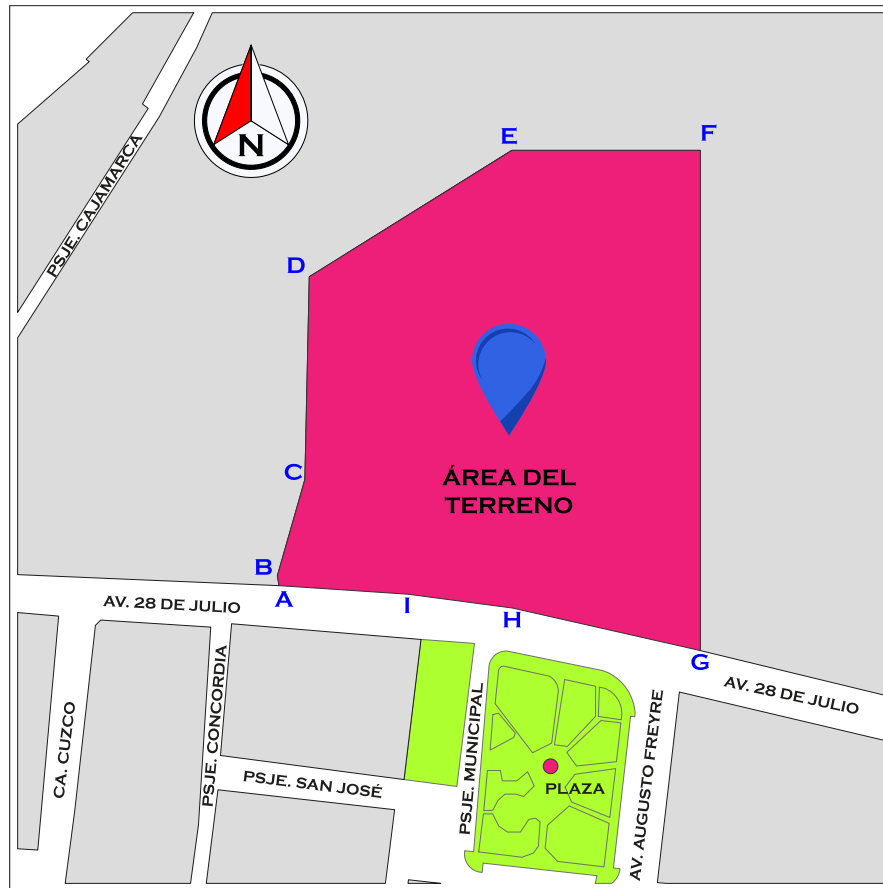 N
PSJE. CAJAMARCA
E
F
D
C
ÁREA DEL
TERRENO
B
A
I
H
G
AV. 28 DE JULIO
AV. 28 DE JULIO
CA. CUZCO
PSJE. CONCORDIA
PSJE. SAN JOSÉ
PSJE. MUNICIPAL
PLAZA
AV. AUGUSTO FREYRE